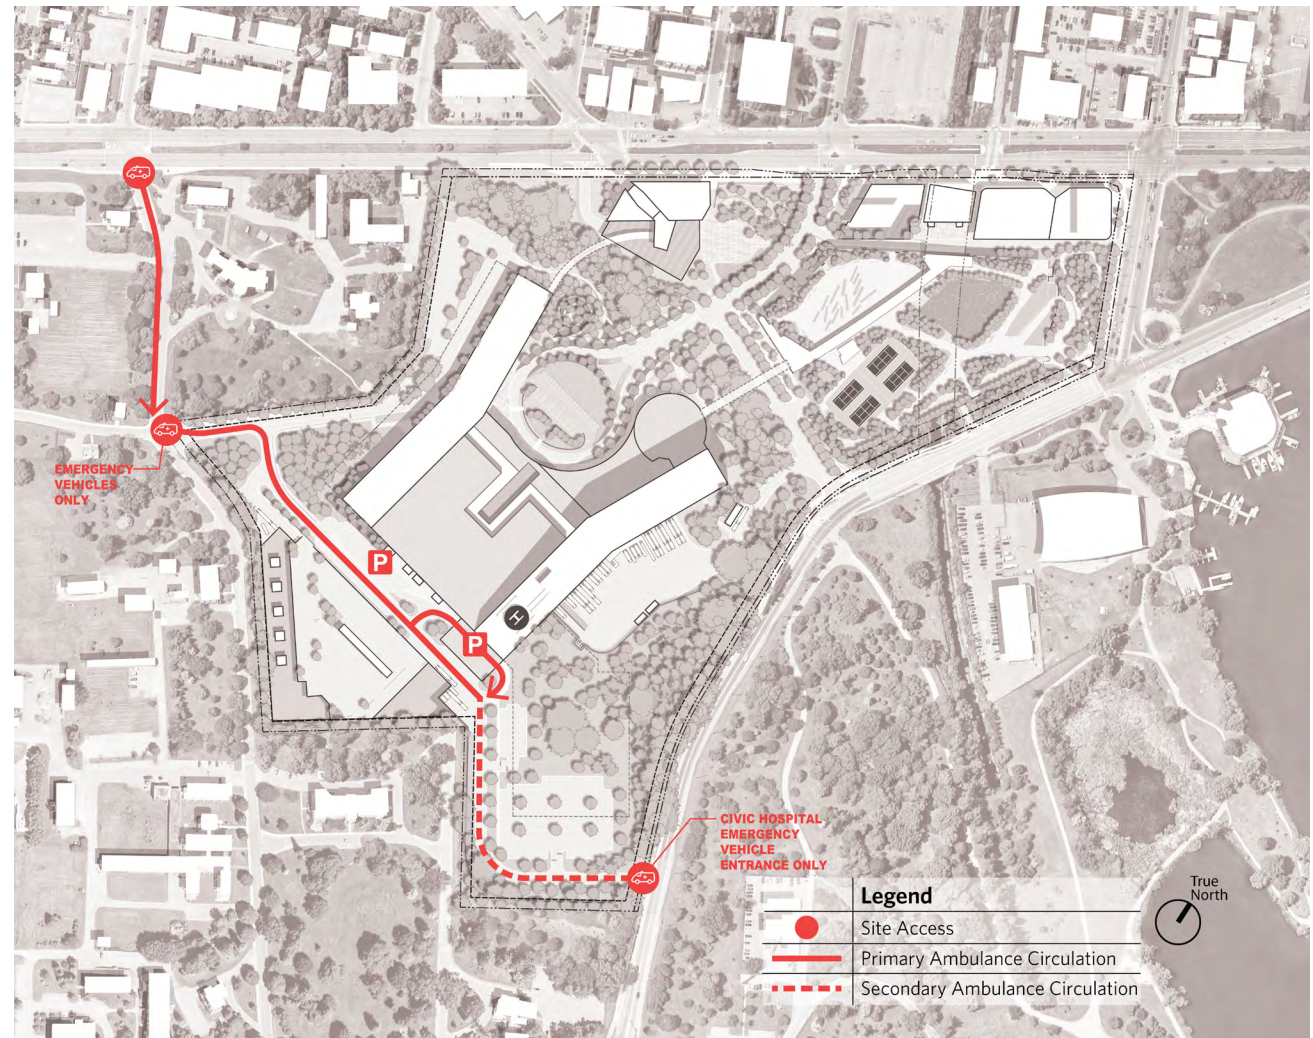 EMERGENCY
VEHICLES
ONLY
P
H
P
CIVIC HOSPITAL
EMERGENCY
VEHICLE
ENTRANCE ONLY
True
North
Legend
Site Access
Primary Ambulance Circulation
Secondary Ambulance Circulation